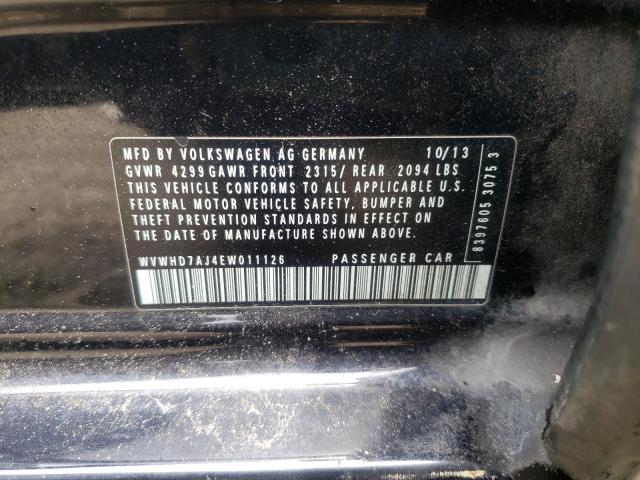 MFD BY VOLKSWAGEN AG GERMANY 10/13
GVWR 4299 GAWR FRONT 2315/ REAR 2094 LBS
THIS VEHICLE CONFORMS TO ALL APPLICABLE U.S.
FEDERAL MOTOR VEHICLE SAFETY, BUMPER AND
THEFT PREVENTION STANDARDS IN EFFECT ON
THE DATE OF MANUFACTURE SHOWN ABOVE.
WVWHD7AJ4EW011126 PASSENGER CAR
8397605 3075 3